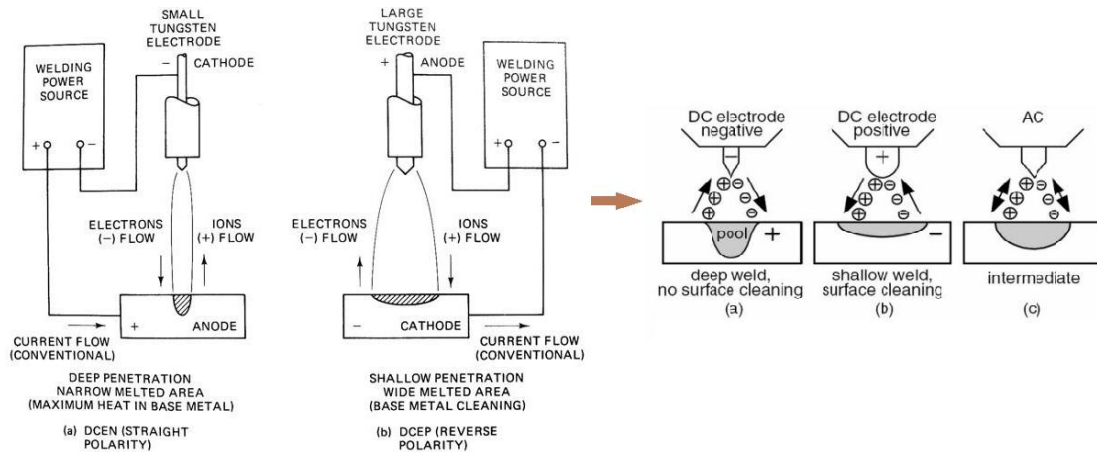 SMALL
TUNGSTEN
ELECTRODE
− CATHODE
WELDING
POWER
SOURCE
+ −
ELECTRONS
(−) FLOW
IONS
(+) FLOW
+ ANODE
CURRENT FLOW
(CONVENTIONAL)
DEEP PENETRATION
NARROW MELTED AREA
(MAXIMUM HEAT IN BASE METAL)
(a) DCEN (STRAIGHT
POLARITY)
LARGE
TUNGSTEN
ELECTRODE
+ ANODE
WELDING
POWER
SOURCE
+ −
ELECTRONS
(−) FLOW
IONS
(+) FLOW
− CATHODE
CURRENT FLOW
(CONVENTIONAL)
SHALLOW PENETRATION
WIDE MELTED AREA
(BASE METAL CLEANING)
(b) DCEP (REVERSE
POLARITY)
DC electrode
negative
−
+ −
+ −
+ −
pool +
deep weld,
no surface cleaning
(a)
DC electrode
positive
+
+ −
+ −
+ −
−
shallow weld,
surface cleaning
(b)
AC
+ −
+ −
+ −
intermediate
(c)